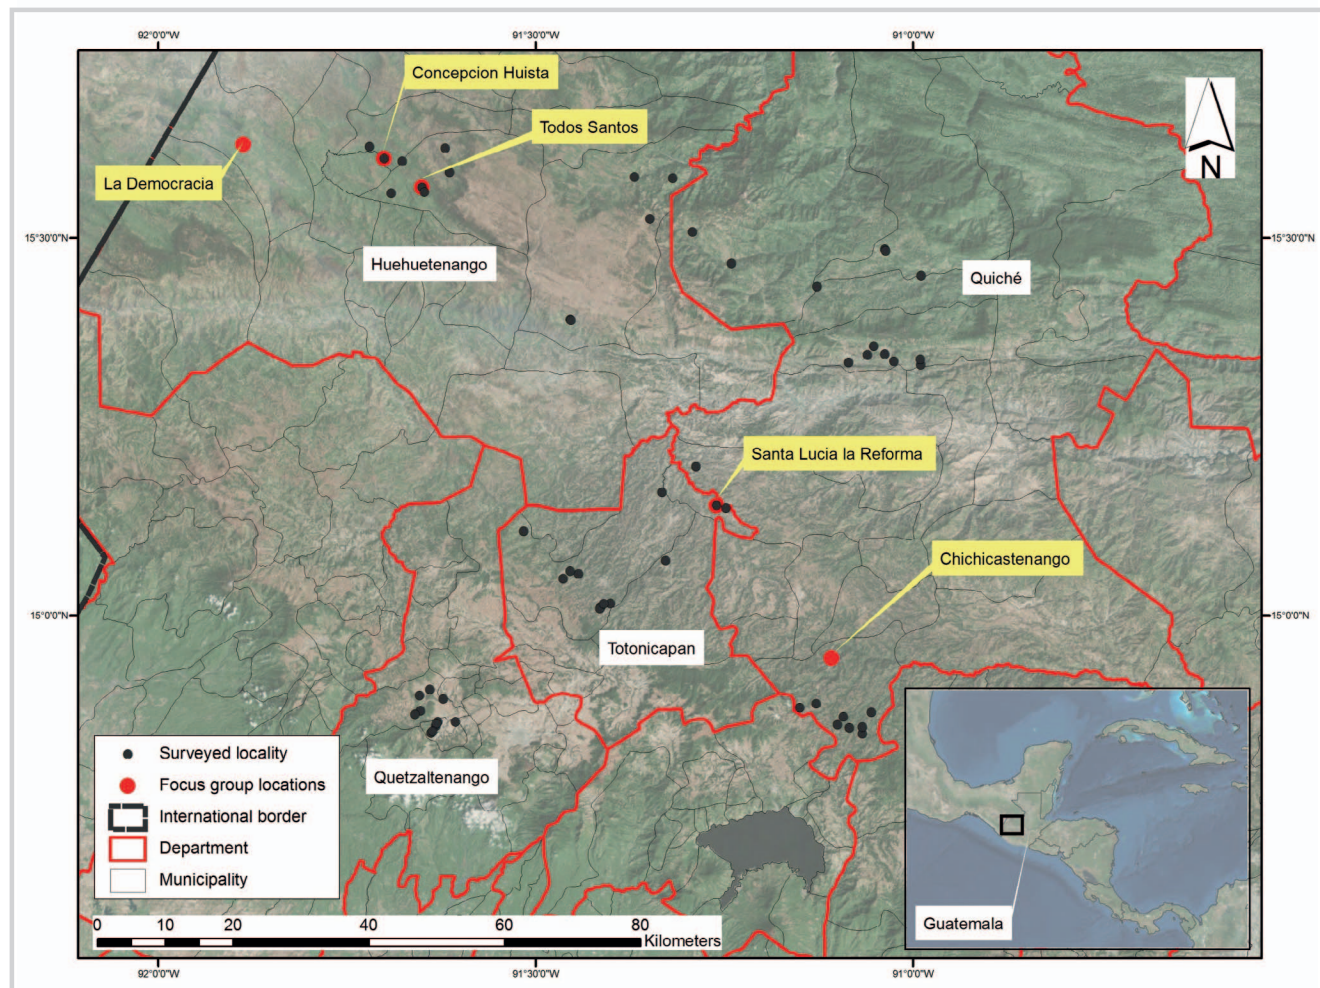 92°0'0"W
91°30'0"W
91°0'0"W
Concepcion Huista
Todos Santos
La Democracia
N
15°30'0"N
15°30'0"N
Huehuetenango
Quiché
Santa Lucia la Reforma
Chichicastenango
15°0'0"N
15°0'0"N
Totonicapan
Quetzaltenango
Surveyed locality
Focus group locations
International border
Department
Municipality
Guatemala
0 10 20 40 60 80
Kilometers
92°0'0"W
91°30'0"W
91°0'0"W